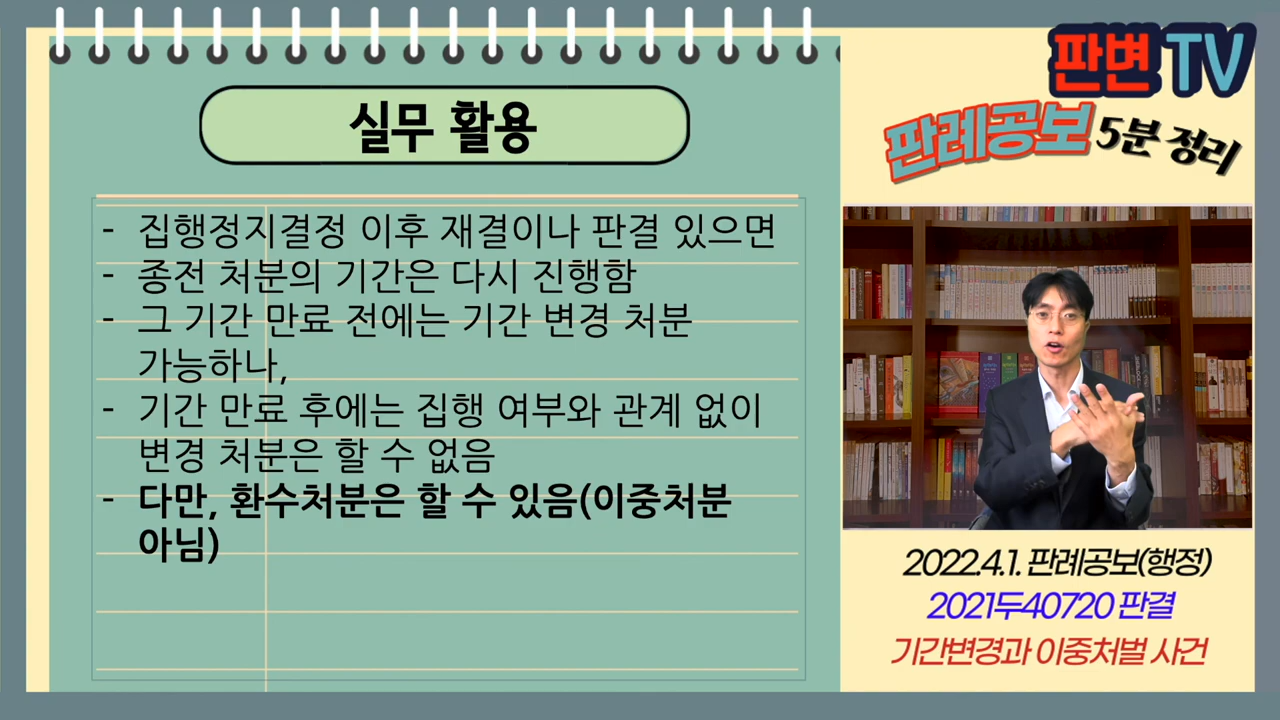 판변 TV
판례공보 5분 정리
실무 활용
- 집행정지결정 이후 재결이나 판결 있으면
- 종전 처분의 기간은 다시 진행함
- 그 기간 만료 전에는 기간 변경 처분
가능하나,
- 기간 만료 후에는 집행 여부와 관계 없이
변경 처분은 할 수 없음
- 다만, 환수처분은 할 수 있음(이중처분
아님)
2022.4.1. 판례공보(행정)
2021두40720 판결
기간변경과 이중처벌 사건